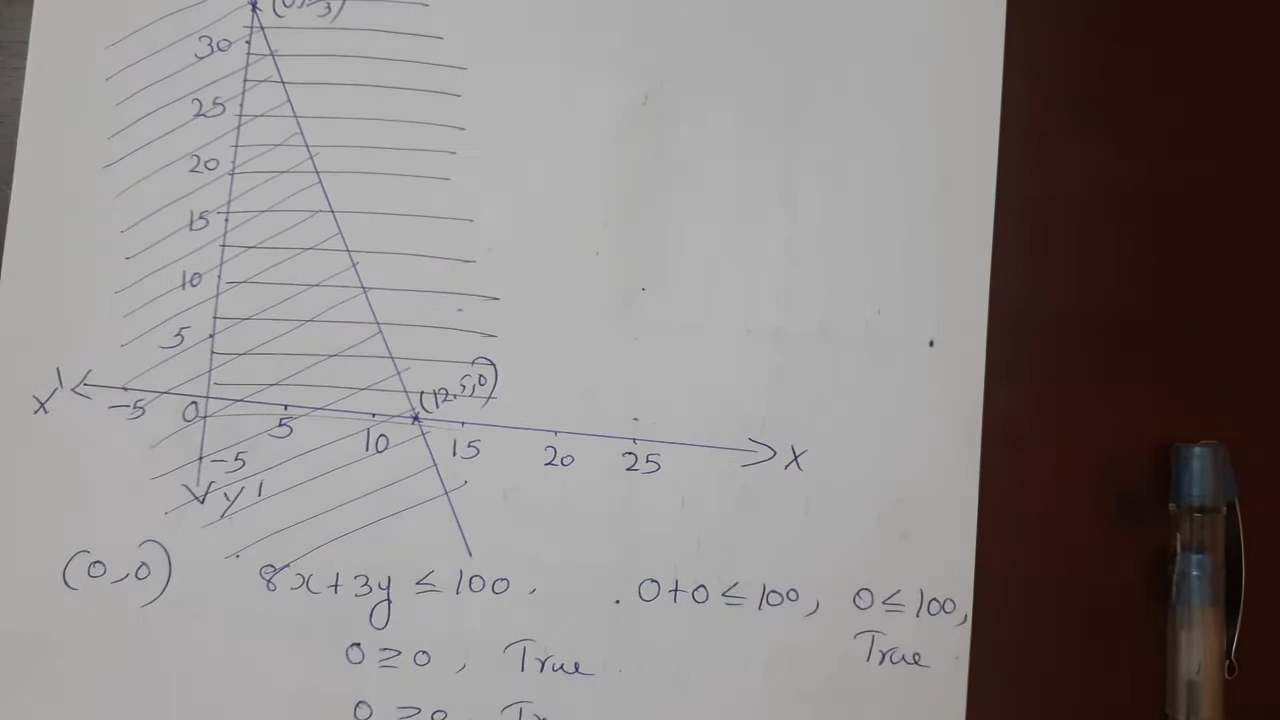 30
25
20
15
10
5
(12.5,0)
X' -5 0 5 10 15 20 25 X
-5
Y'
(0,0) 8x+3y ≤ 100, . 0+0 ≤ 100, 0 ≤ 100,
True
0 ≥ 0, True
0 ≥ 0